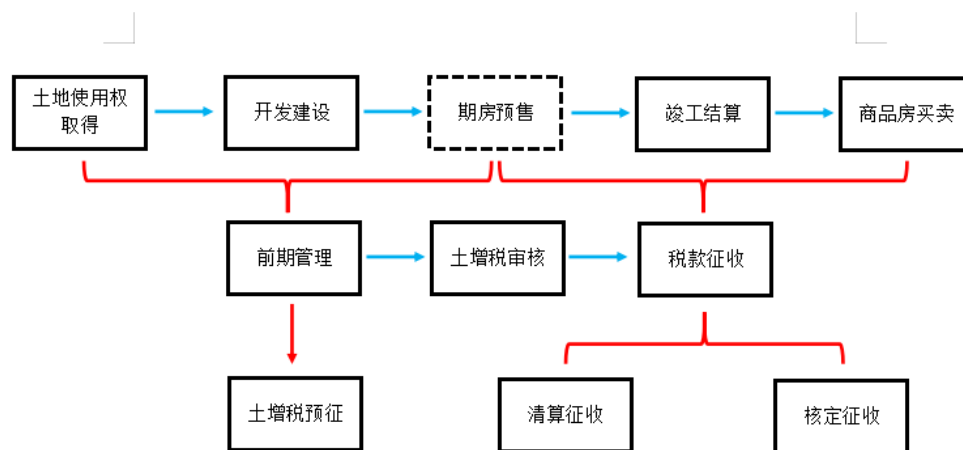 土地使用权
取得
开发建设
期房预售
竣工结算
商品房买卖
前期管理
土增税审核
税款征收
土增税预征
清算征收
核定征收